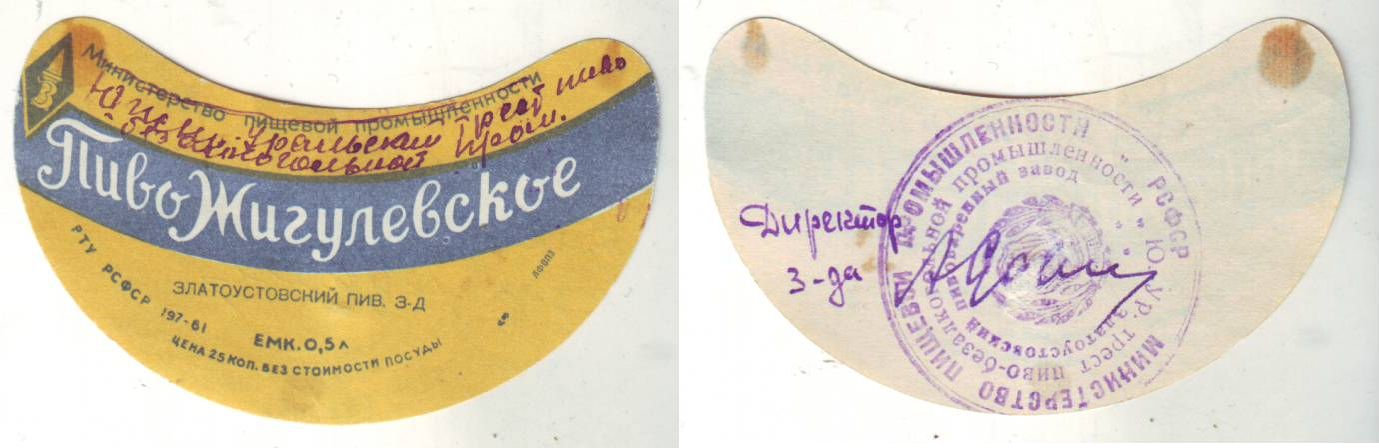 Министерство пищевой промышленности
Южно-Уральский Трест пиво
безалкогольной пром.
Пиво Жигулевское
РТУ РСФСР 197-61
ЗЛАТОУСТОВСКИЙ ПИВ. З-Д
ЕМК. 0,5 л
ЦЕНА 25 КОП. БЕЗ СТОИМОСТИ ПОСУДЫ
Директор
з-да
МИНИСТЕРСТВО ПИЩЕВОЙ ПРОМЫШЛЕННОСТИ РСФСР
Ю. Ур. трест пиво-безалкогольной промышленности
Златоустовский пивоваренный завод